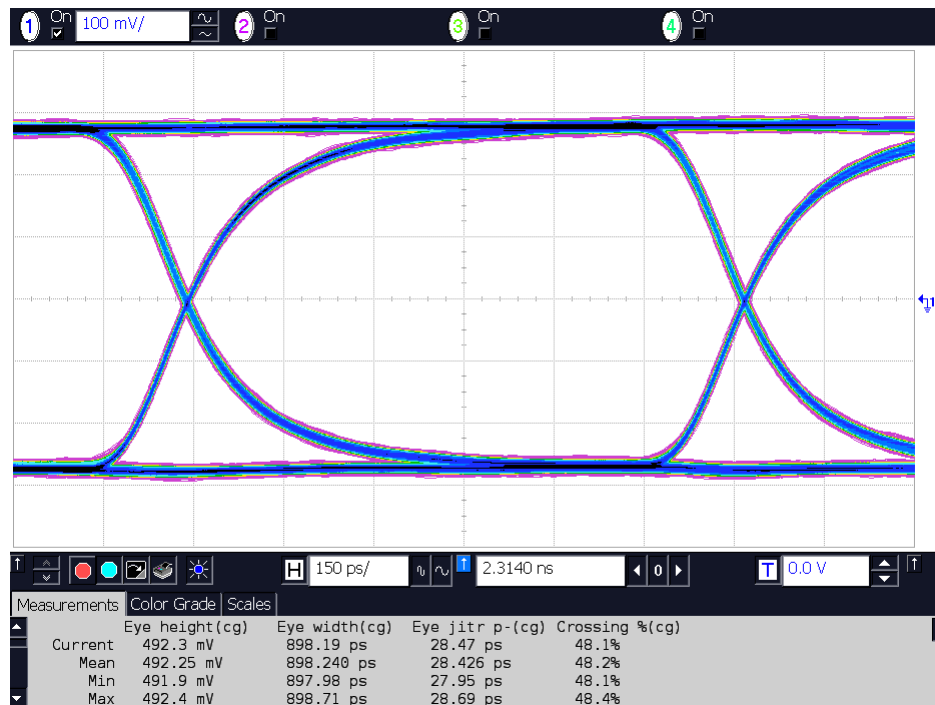 1 On 100 mV/ 2 On 3 On 4 On
1
H 150 ps/ 2.3140 ns 0 T 0.0 V
Measurements Color Grade Scales
Eye height(cg) Eye width(cg) Eye jitr p-(cg) Crossing %(cg)
Current 492.3 mV 898.19 ps 28.47 ps 48.1%
Mean 492.25 mV 898.240 ps 28.426 ps 48.2%
Min 491.9 mV 897.98 ps 27.95 ps 48.1%
Max 492.4 mV 898.71 ps 28.69 ps 48.4%